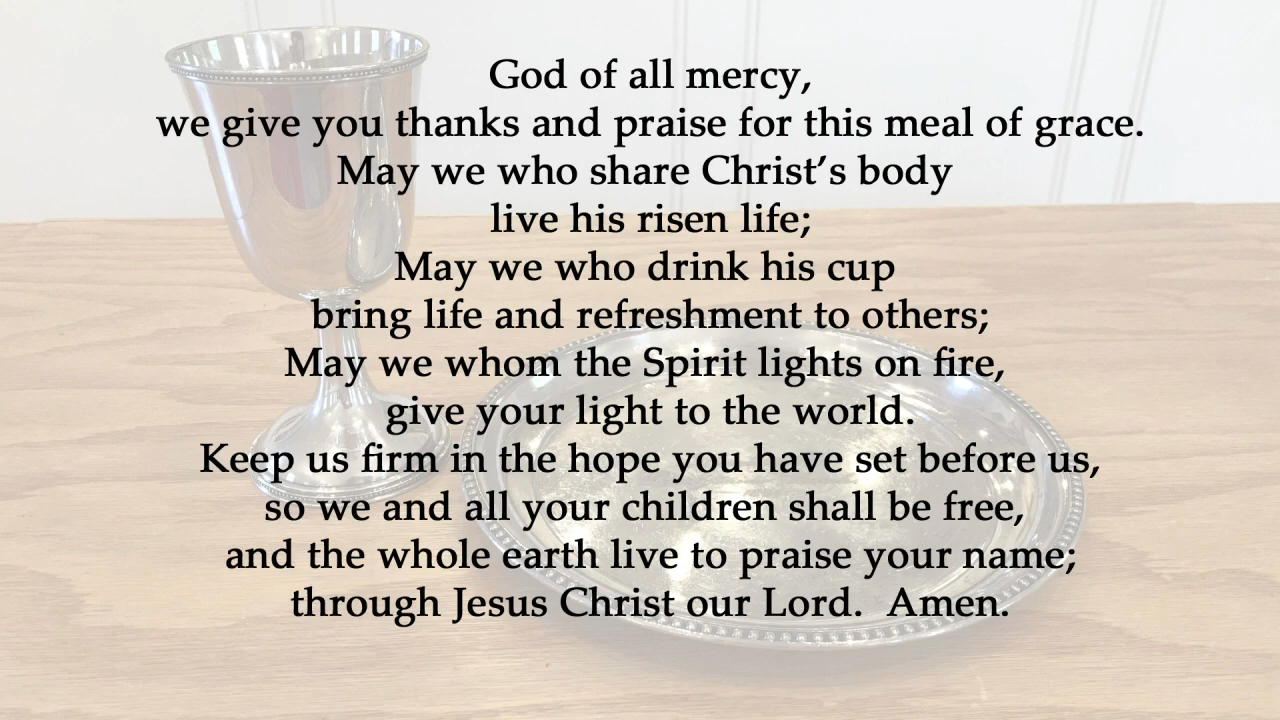 God of all mercy,
we give you thanks and praise for this meal of grace.
May we who share Christ’s body
live his risen life;
May we who drink his cup
bring life and refreshment to others;
May we whom the Spirit lights on fire,
give your light to the world.
Keep us firm in the hope you have set before us,
so we and all your children shall be free,
and the whole earth live to praise your name;
through Jesus Christ our Lord.  Amen.